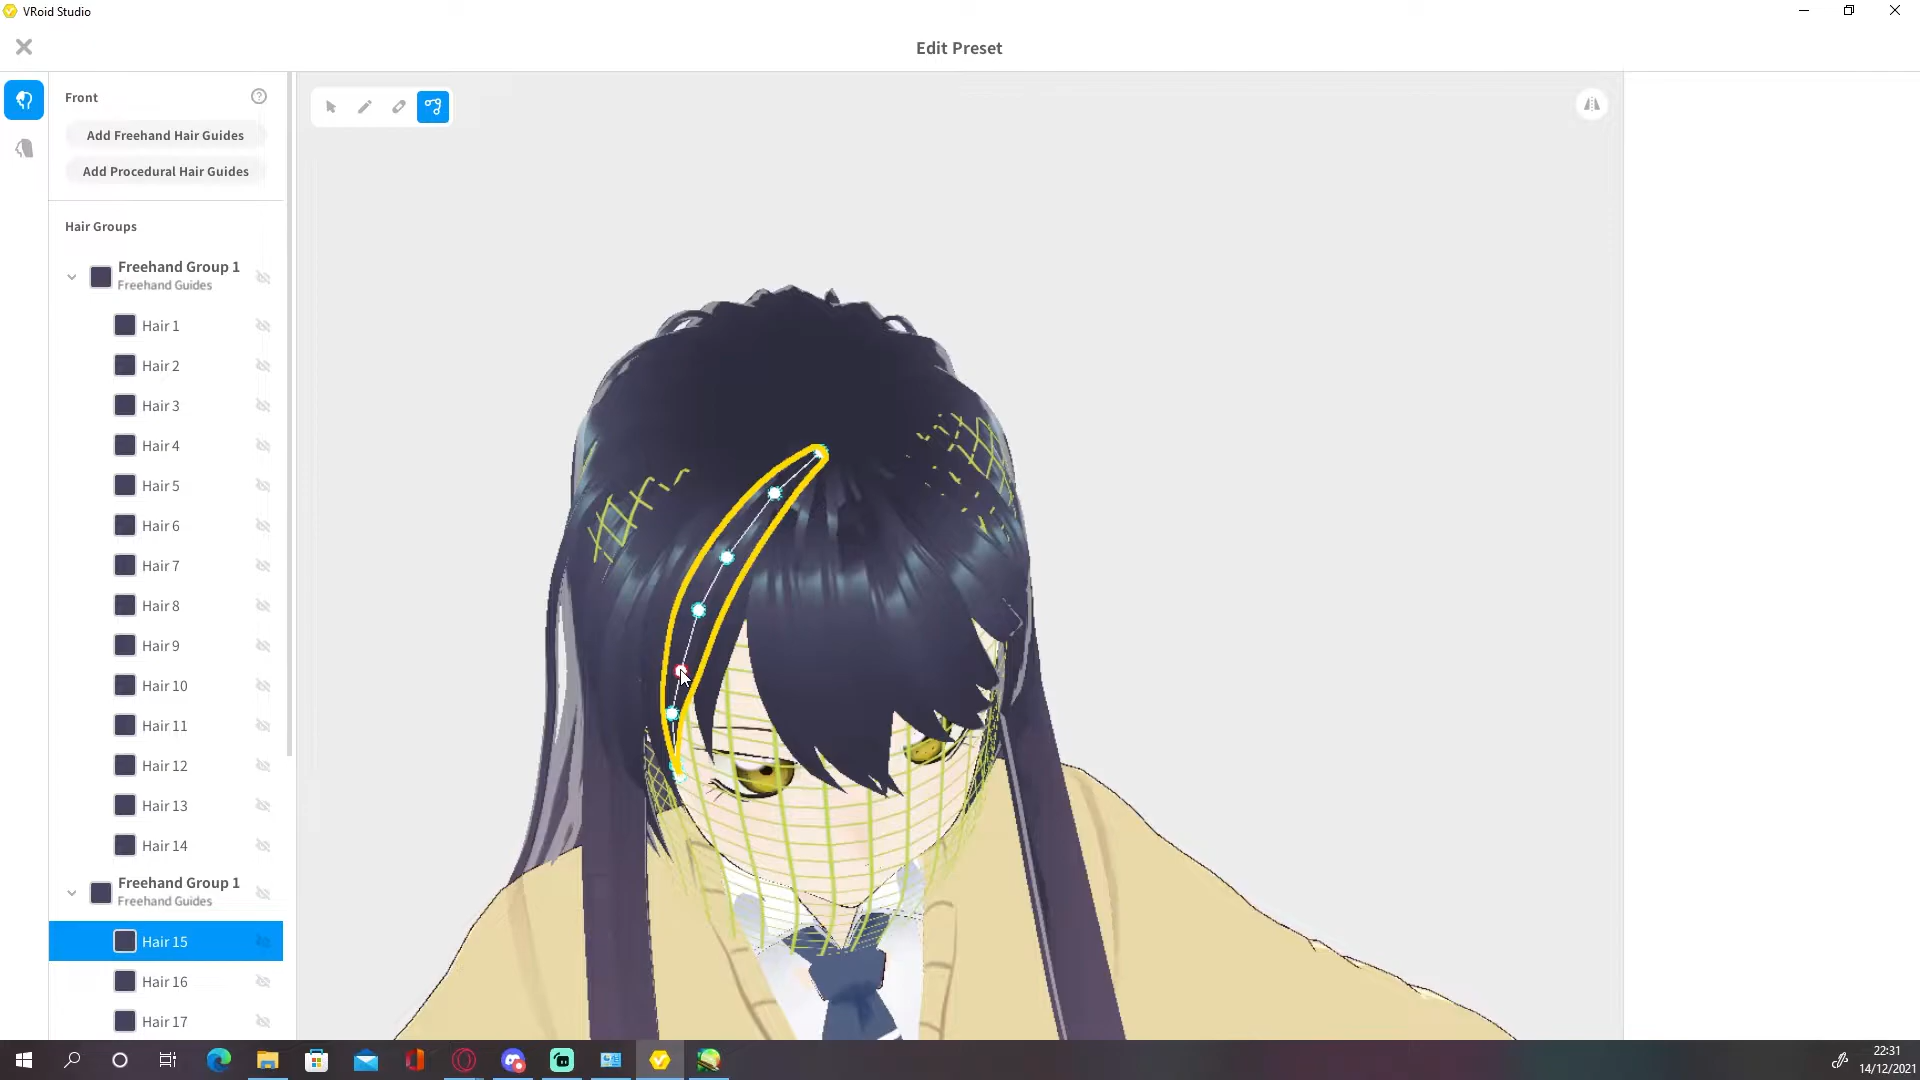 VRoid Studio
Edit Preset
Front
Add Freehand Hair Guides
Add Procedural Hair Guides
Hair Groups
Freehand Group 1
Freehand Guides
Hair 1
Hair 2
Hair 3
Hair 4
Hair 5
Hair 6
Hair 7
Hair 8
Hair 9
Hair 10
Hair 11
Hair 12
Hair 13
Hair 14
Freehand Group 1
Freehand Guides
Hair 15
Hair 16
Hair 17
22:31
14/12/2021